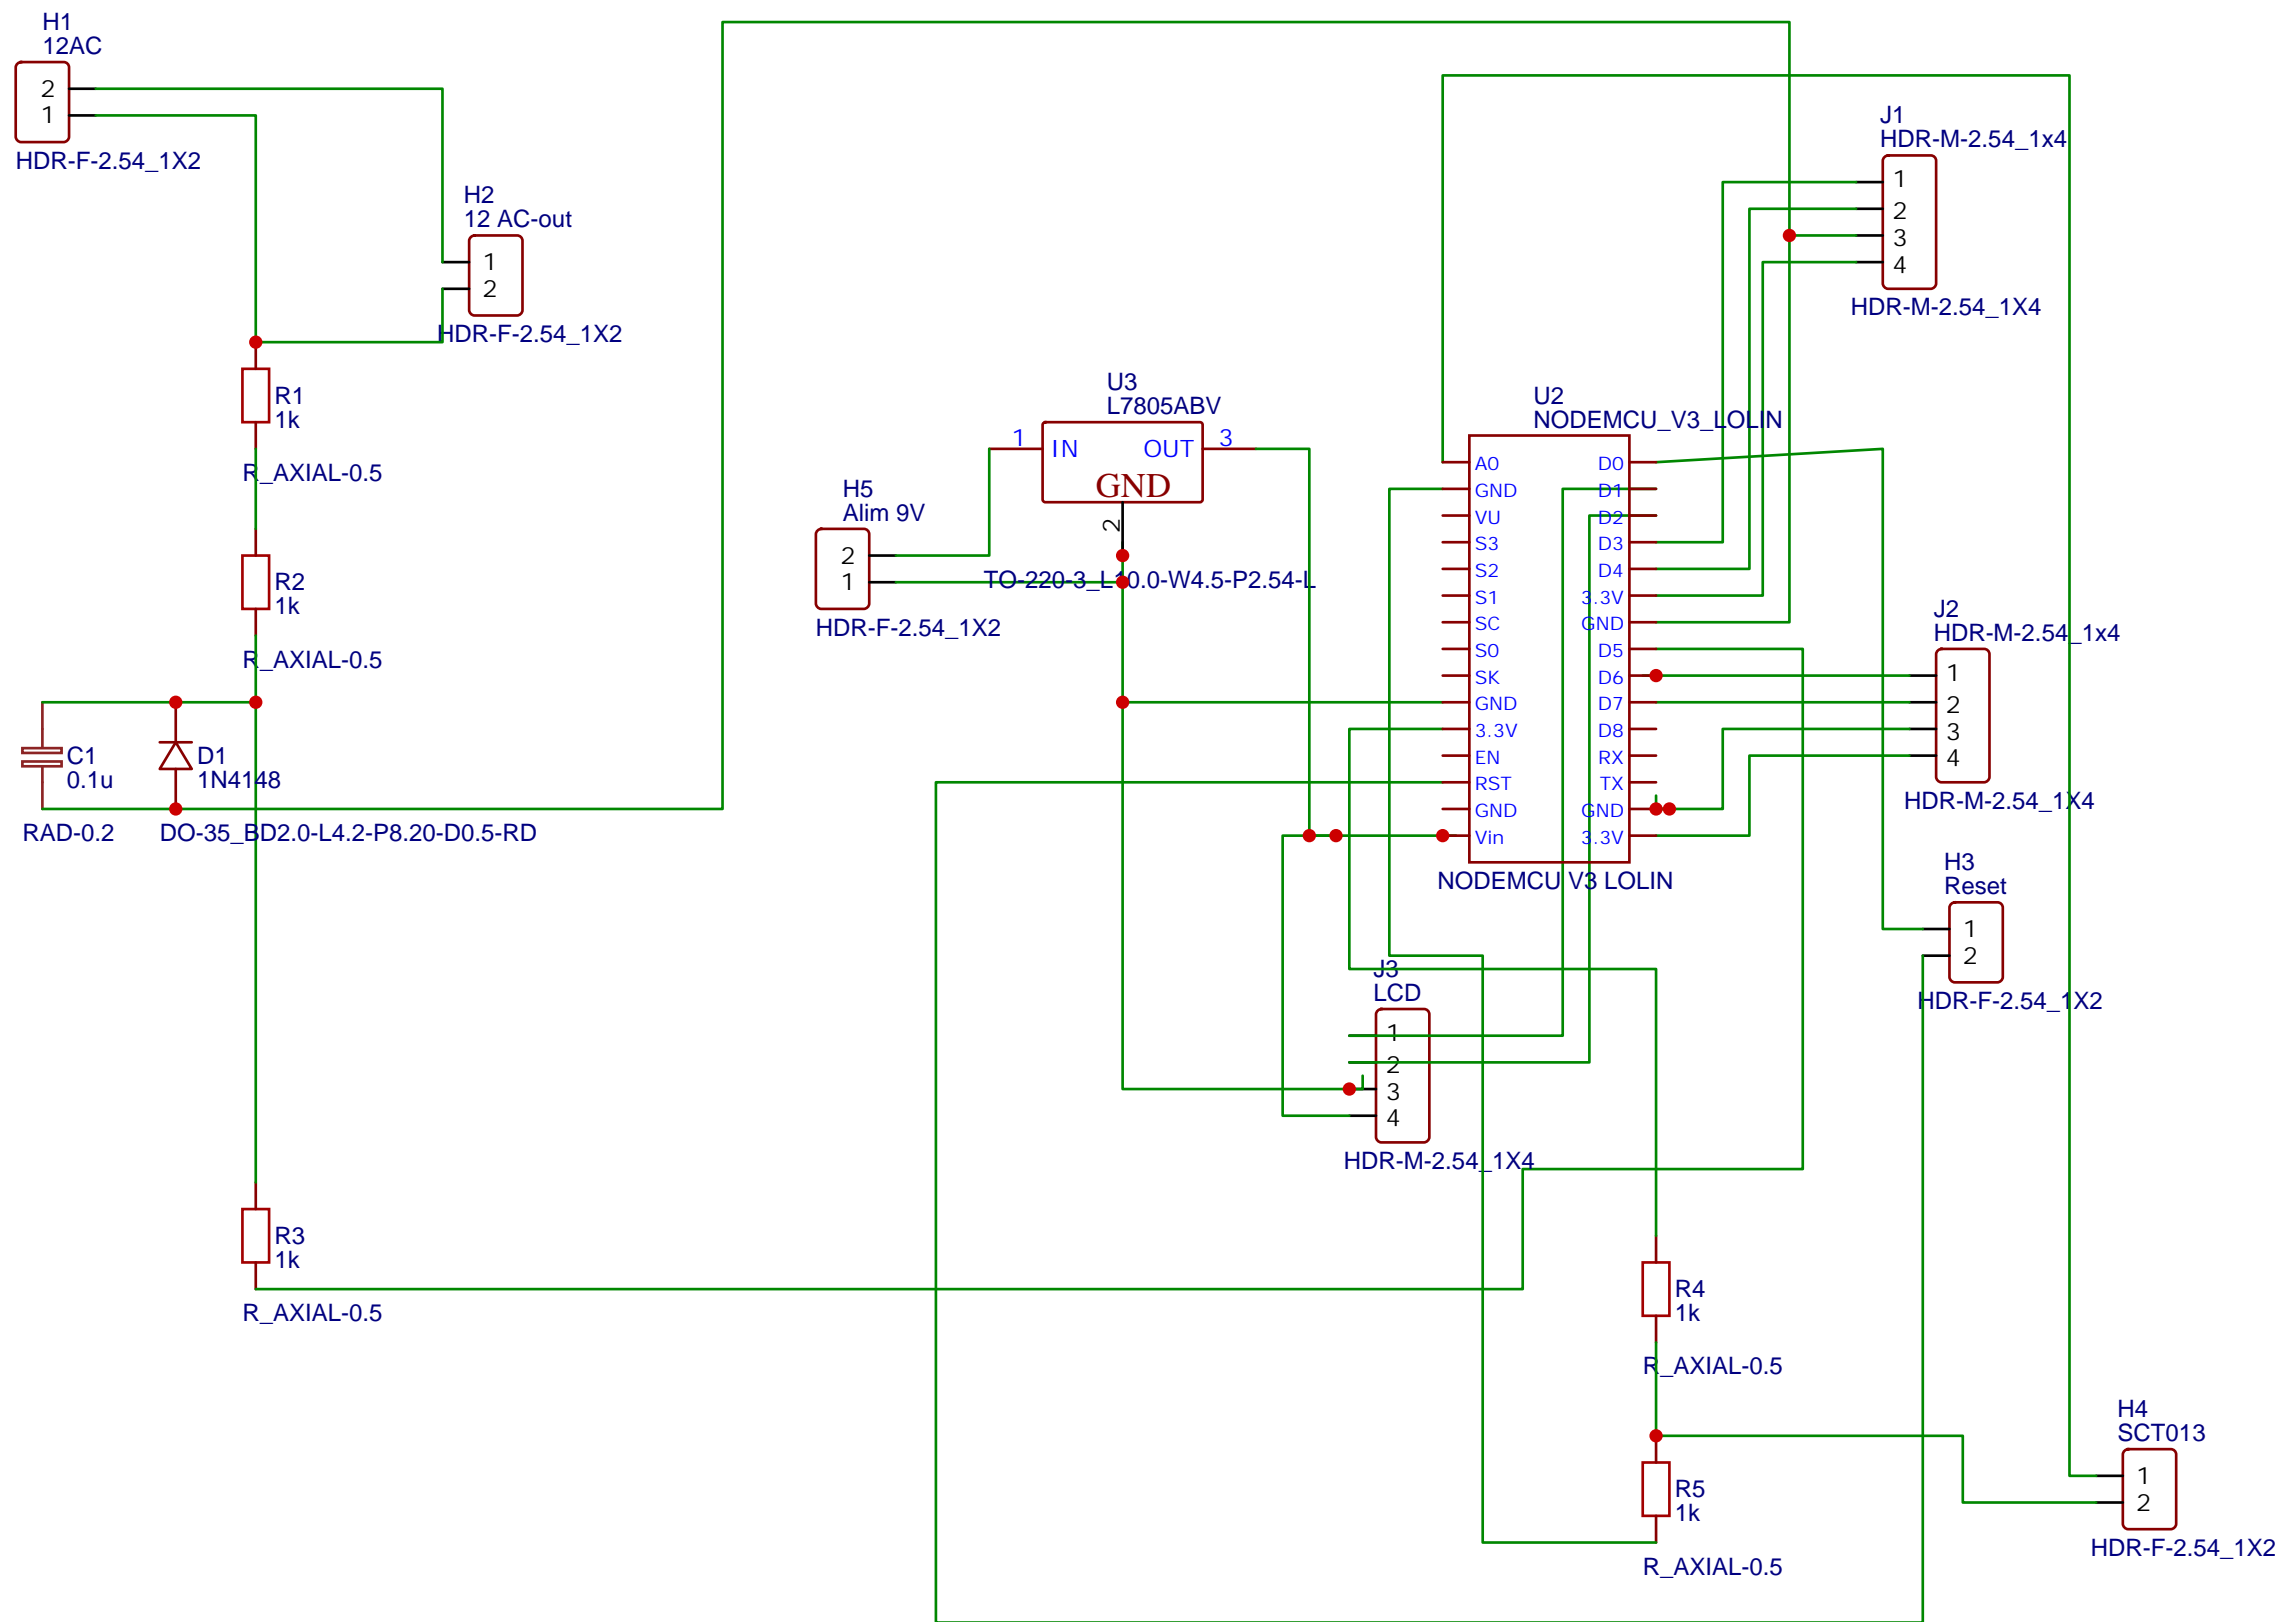 H1
12AC
2
1
HDR-F-2.54_1X2
H2
12 AC-out
1
2
HDR-F-2.54_1X2
R1
1k
R_AXIAL-0.5
R2
1k
R_AXIAL-0.5
C1
0.1u
RAD-0.2
D1
1N4148
DO-35_BD2.0-L4.2-P8.20-D0.5-RD
R3
1k
R_AXIAL-0.5
U3
L7805ABV
1
IN
OUT
3
GND
2
TO-220-3_L10.0-W4.5-P2.54-L
H5
Alim 9V
2
1
HDR-F-2.54_1X2
U2
NODEMCU_V3_LOLIN
A0
GND
VU
S3
S2
S1
SC
S0
SK
GND
3.3V
EN
RST
GND
Vin
D0
D1
D2
D3
D4
3.3V
GND
D5
D6
D7
D8
RX
TX
GND
3.3V
NODEMCU V3 LOLIN
J1
HDR-M-2.54_1x4
1
2
3
4
HDR-M-2.54_1X4
J2
HDR-M-2.54_1x4
1
2
3
4
HDR-M-2.54_1X4
H3
Reset
1
2
HDR-F-2.54_1X2
J3
LCD
1
2
3
4
HDR-M-2.54_1X4
R4
1k
R_AXIAL-0.5
R5
1k
R_AXIAL-0.5
H4
SCT013
1
2
HDR-F-2.54_1X2